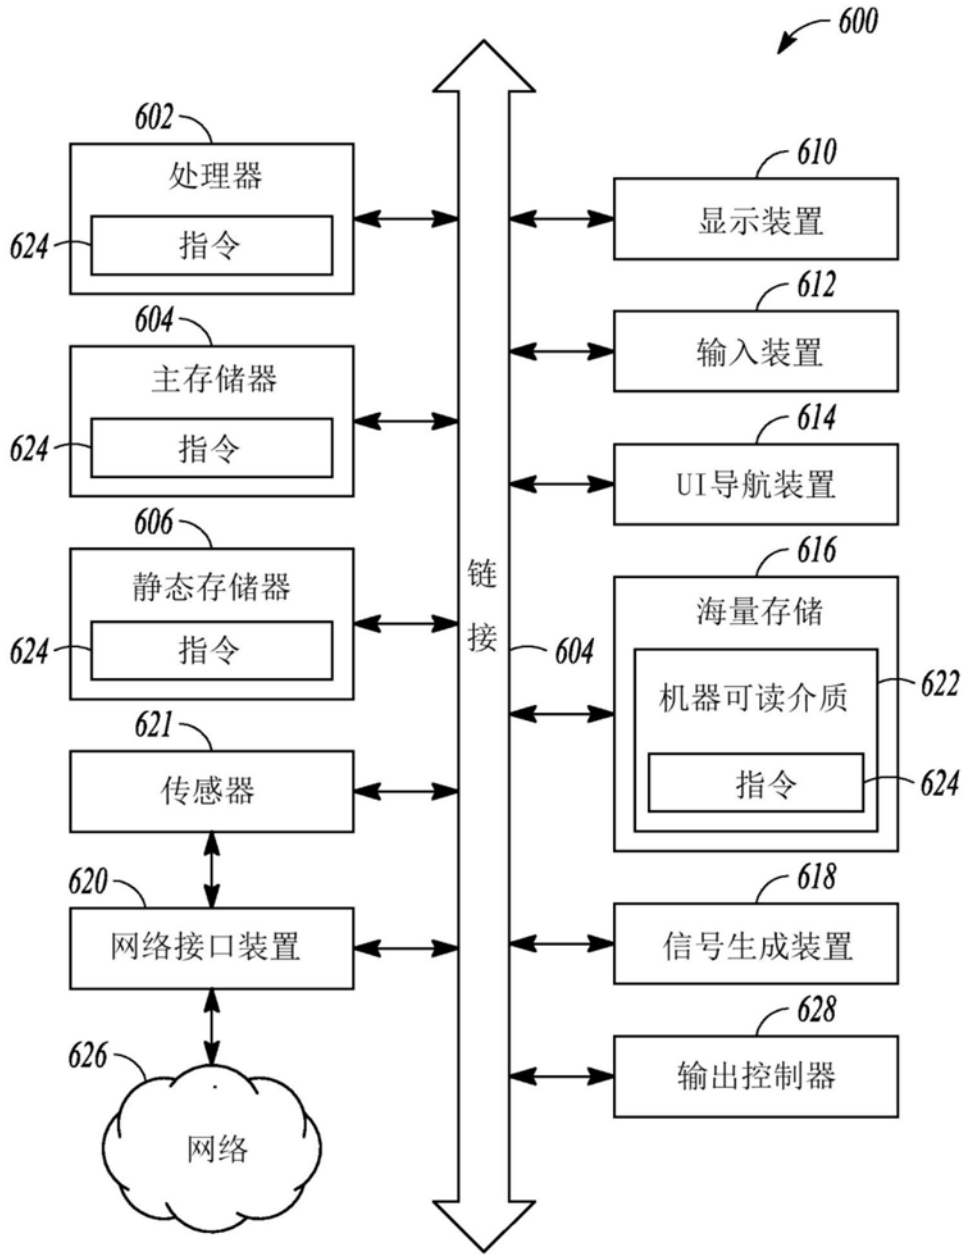 600
602
处理器
624
指令
604
主存储器
624
指令
606
静态存储器
624
指令
621
传感器
620
网络接口装置
626
网络
链
接
604
610
显示装置
612
输入装置
614
UI导航装置
616
海量存储
622
机器可读介质
624
指令
618
信号生成装置
628
输出控制器